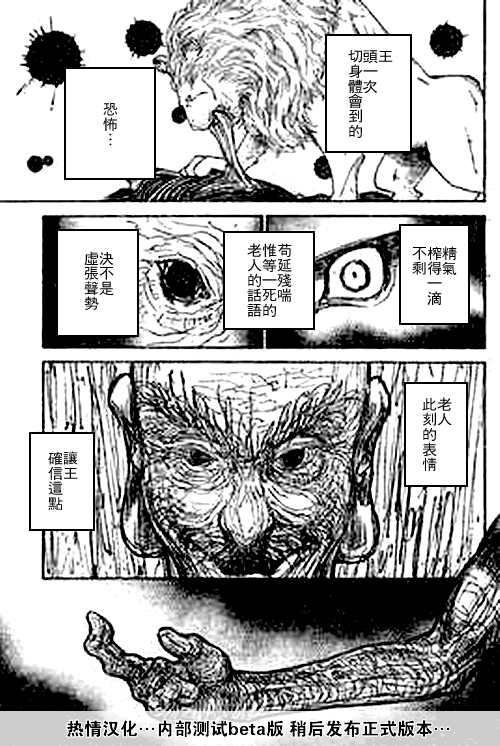 王
頭一次
切身體會到的
恐怖…
精氣
榨得一滴
不剩
苟延殘喘
惟等一死的
老人的話語
決不是
虛張聲勢
老人
此刻的表情
讓王
確信這點
热情汉化…内部测试beta版 稍后发布正式版本…